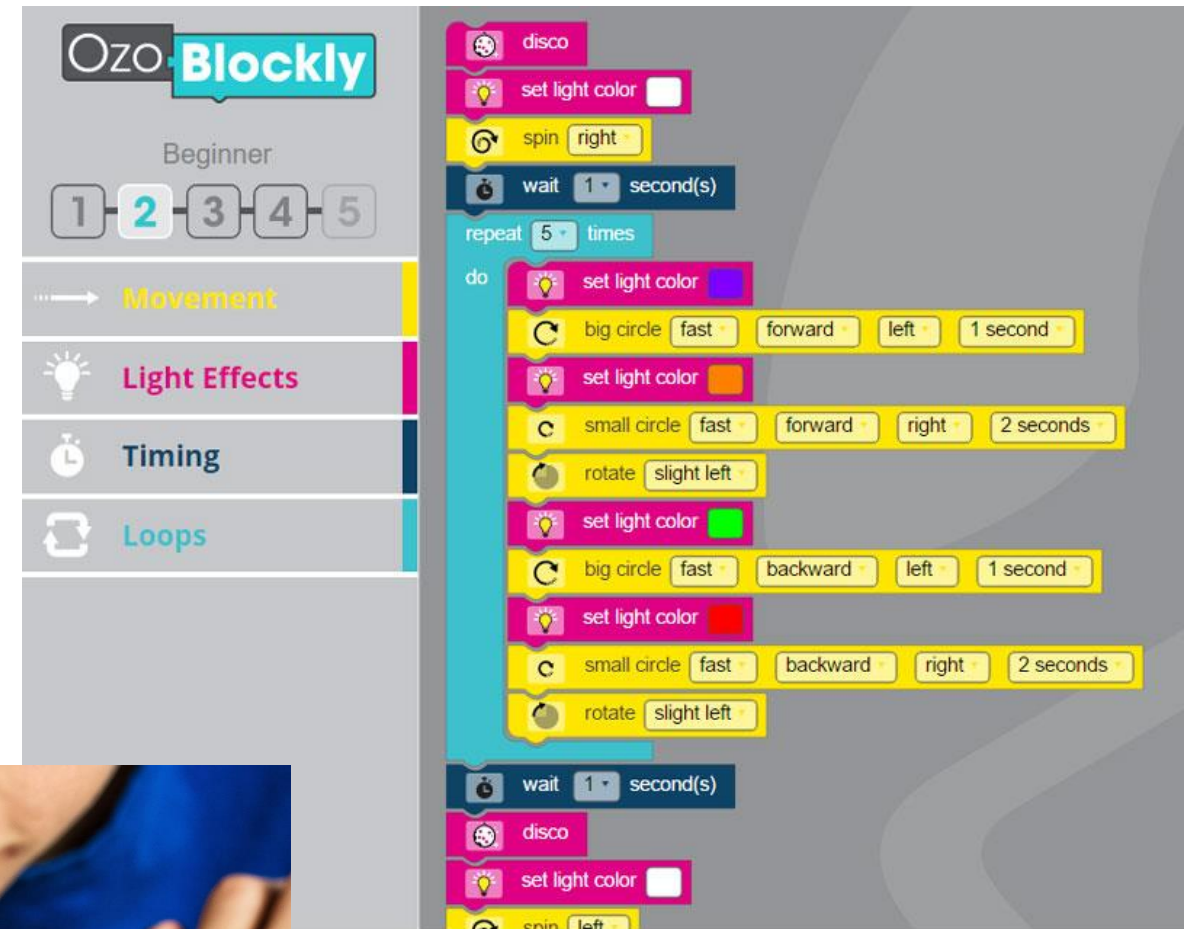 Ozo Blockly
Beginner
1 2 3 4 5
Movement
Light Effects
Timing
Loops
disco
set light color
spin right
wait 1 second(s)
repeat 5 times
do
set light color
big circle fast forward left 1 second
set light color
small circle fast forward right 2 seconds
rotate slight left
set light color
big circle fast backward left 1 second
set light color
small circle fast backward right 2 seconds
rotate slight left
wait 1 second(s)
disco
set light color
spin left